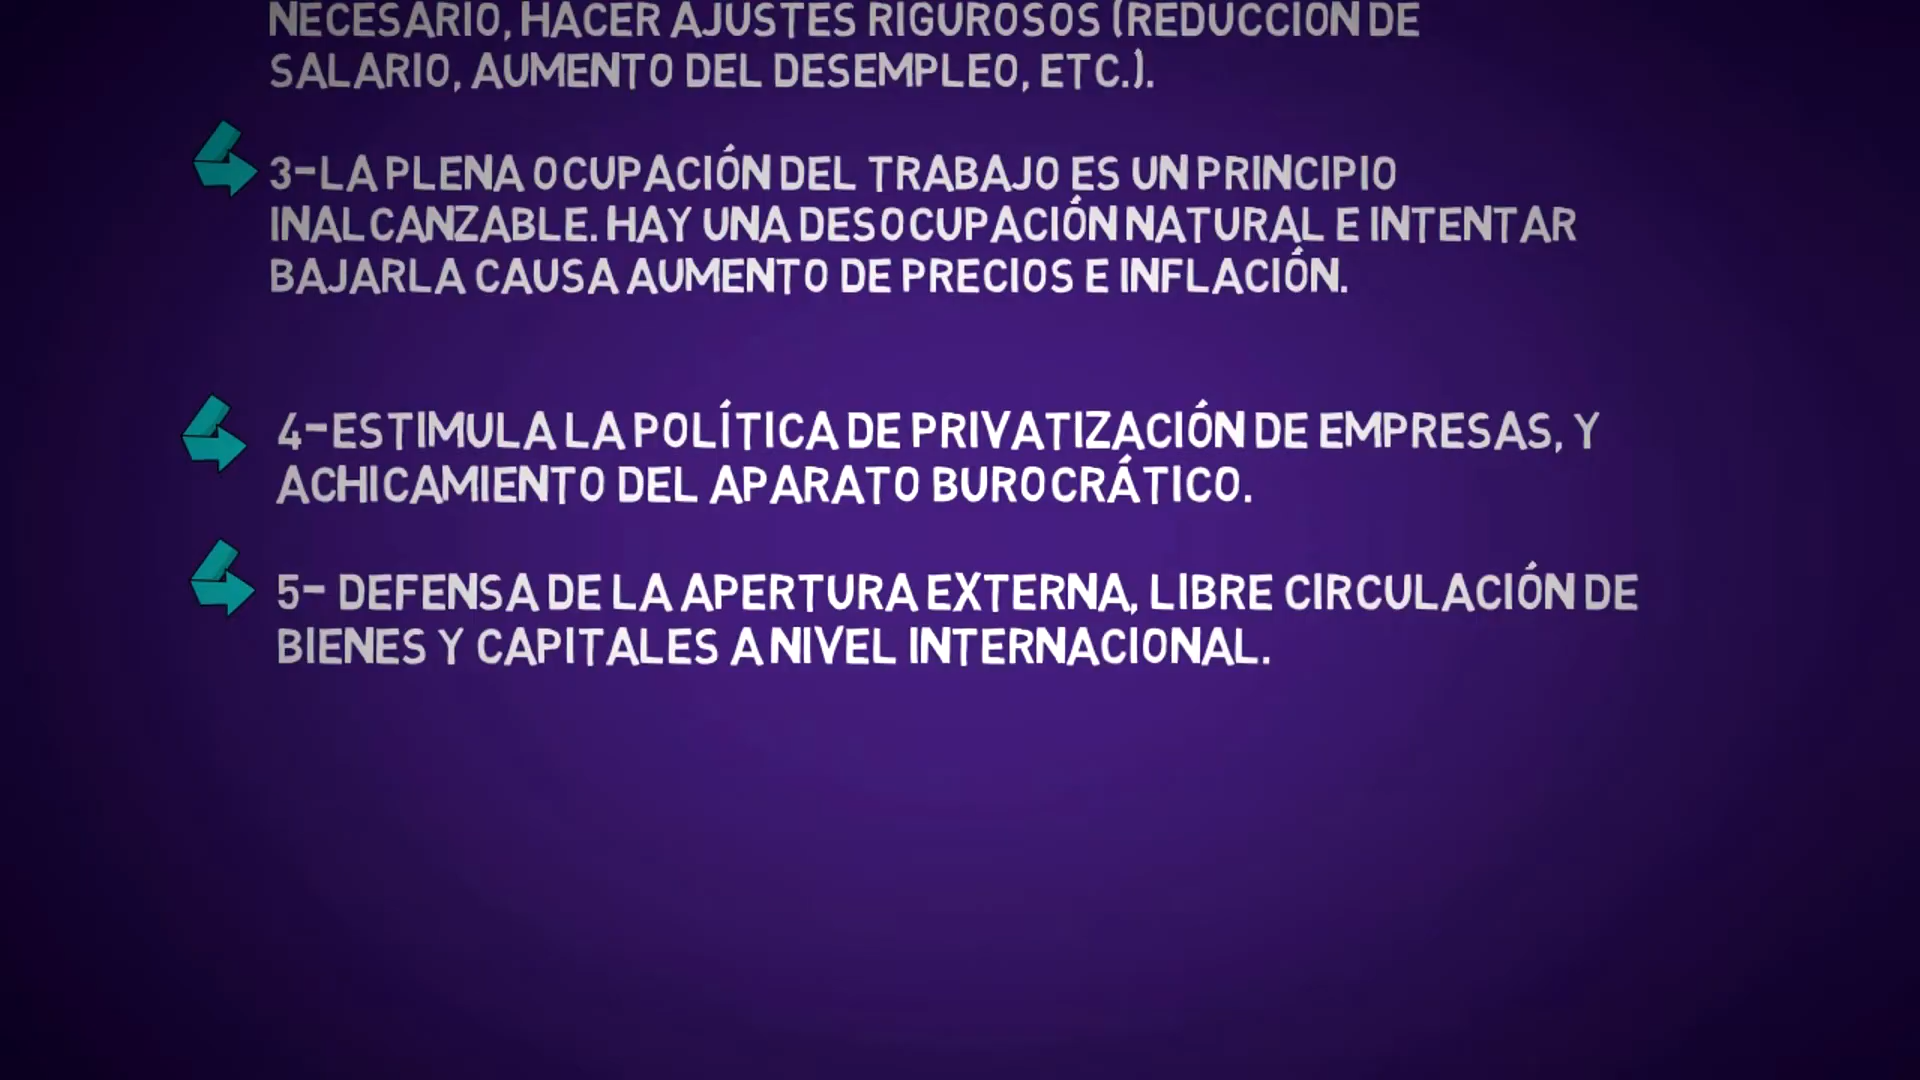 NECESARIO, HACER AJUSTES RIGUROSOS (REDUCCIÓN DE
SALARIO, AUMENTO DEL DESEMPLEO, ETC.).
3-LA PLENA OCUPACIÓN DEL TRABAJO ES UN PRINCIPIO
INALCANZABLE. HAY UNA DESOCUPACIÓN NATURAL E INTENTAR
BAJARLA CAUSA AUMENTO DE PRECIOS E INFLACIÓN.
4-ESTIMULA LA POLÍTICA DE PRIVATIZACIÓN DE EMPRESAS, Y
ACHICAMIENTO DEL APARATO BUROCRÁTICO.
5- DEFENSA DE LA APERTURA EXTERNA, LIBRE CIRCULACIÓN DE
BIENES Y CAPITALES A NIVEL INTERNACIONAL.